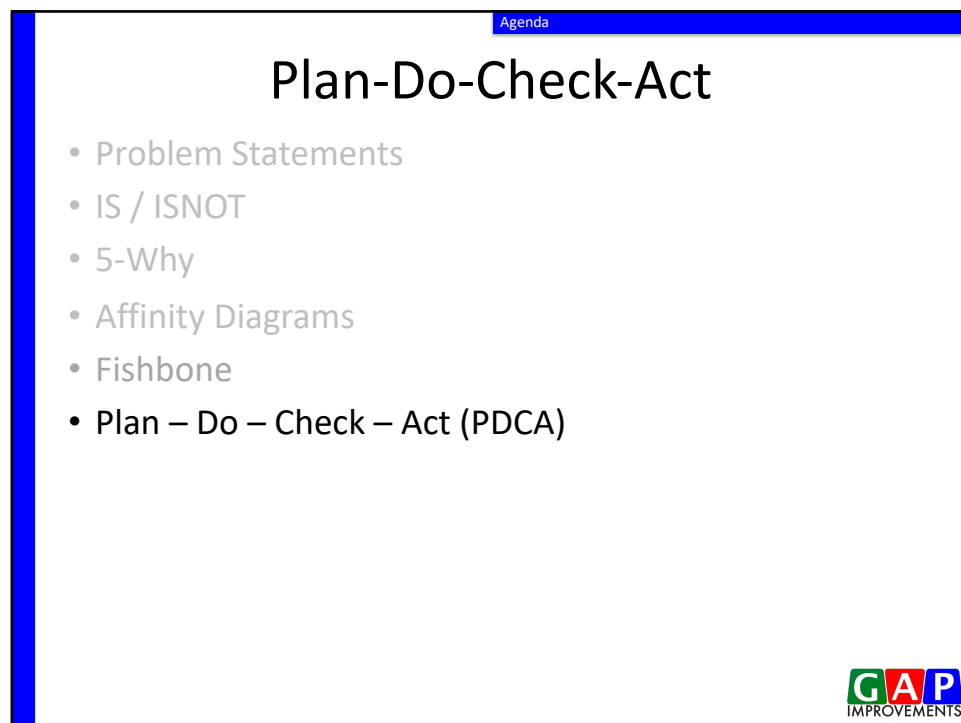 Agenda
Plan-Do-Check-Act
• Problem Statements
• IS / ISNOT
• 5-Why
• Affinity Diagrams
• Fishbone
• Plan – Do – Check – Act (PDCA)
GAP
IMPROVEMENTS